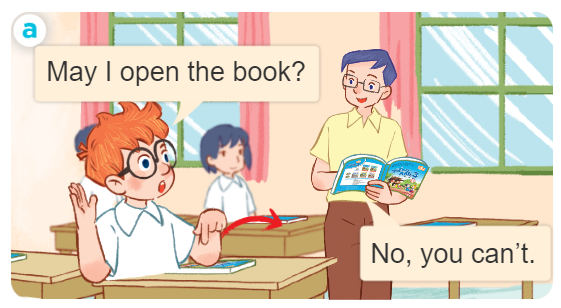 a
May I open the book?
No, you can't.